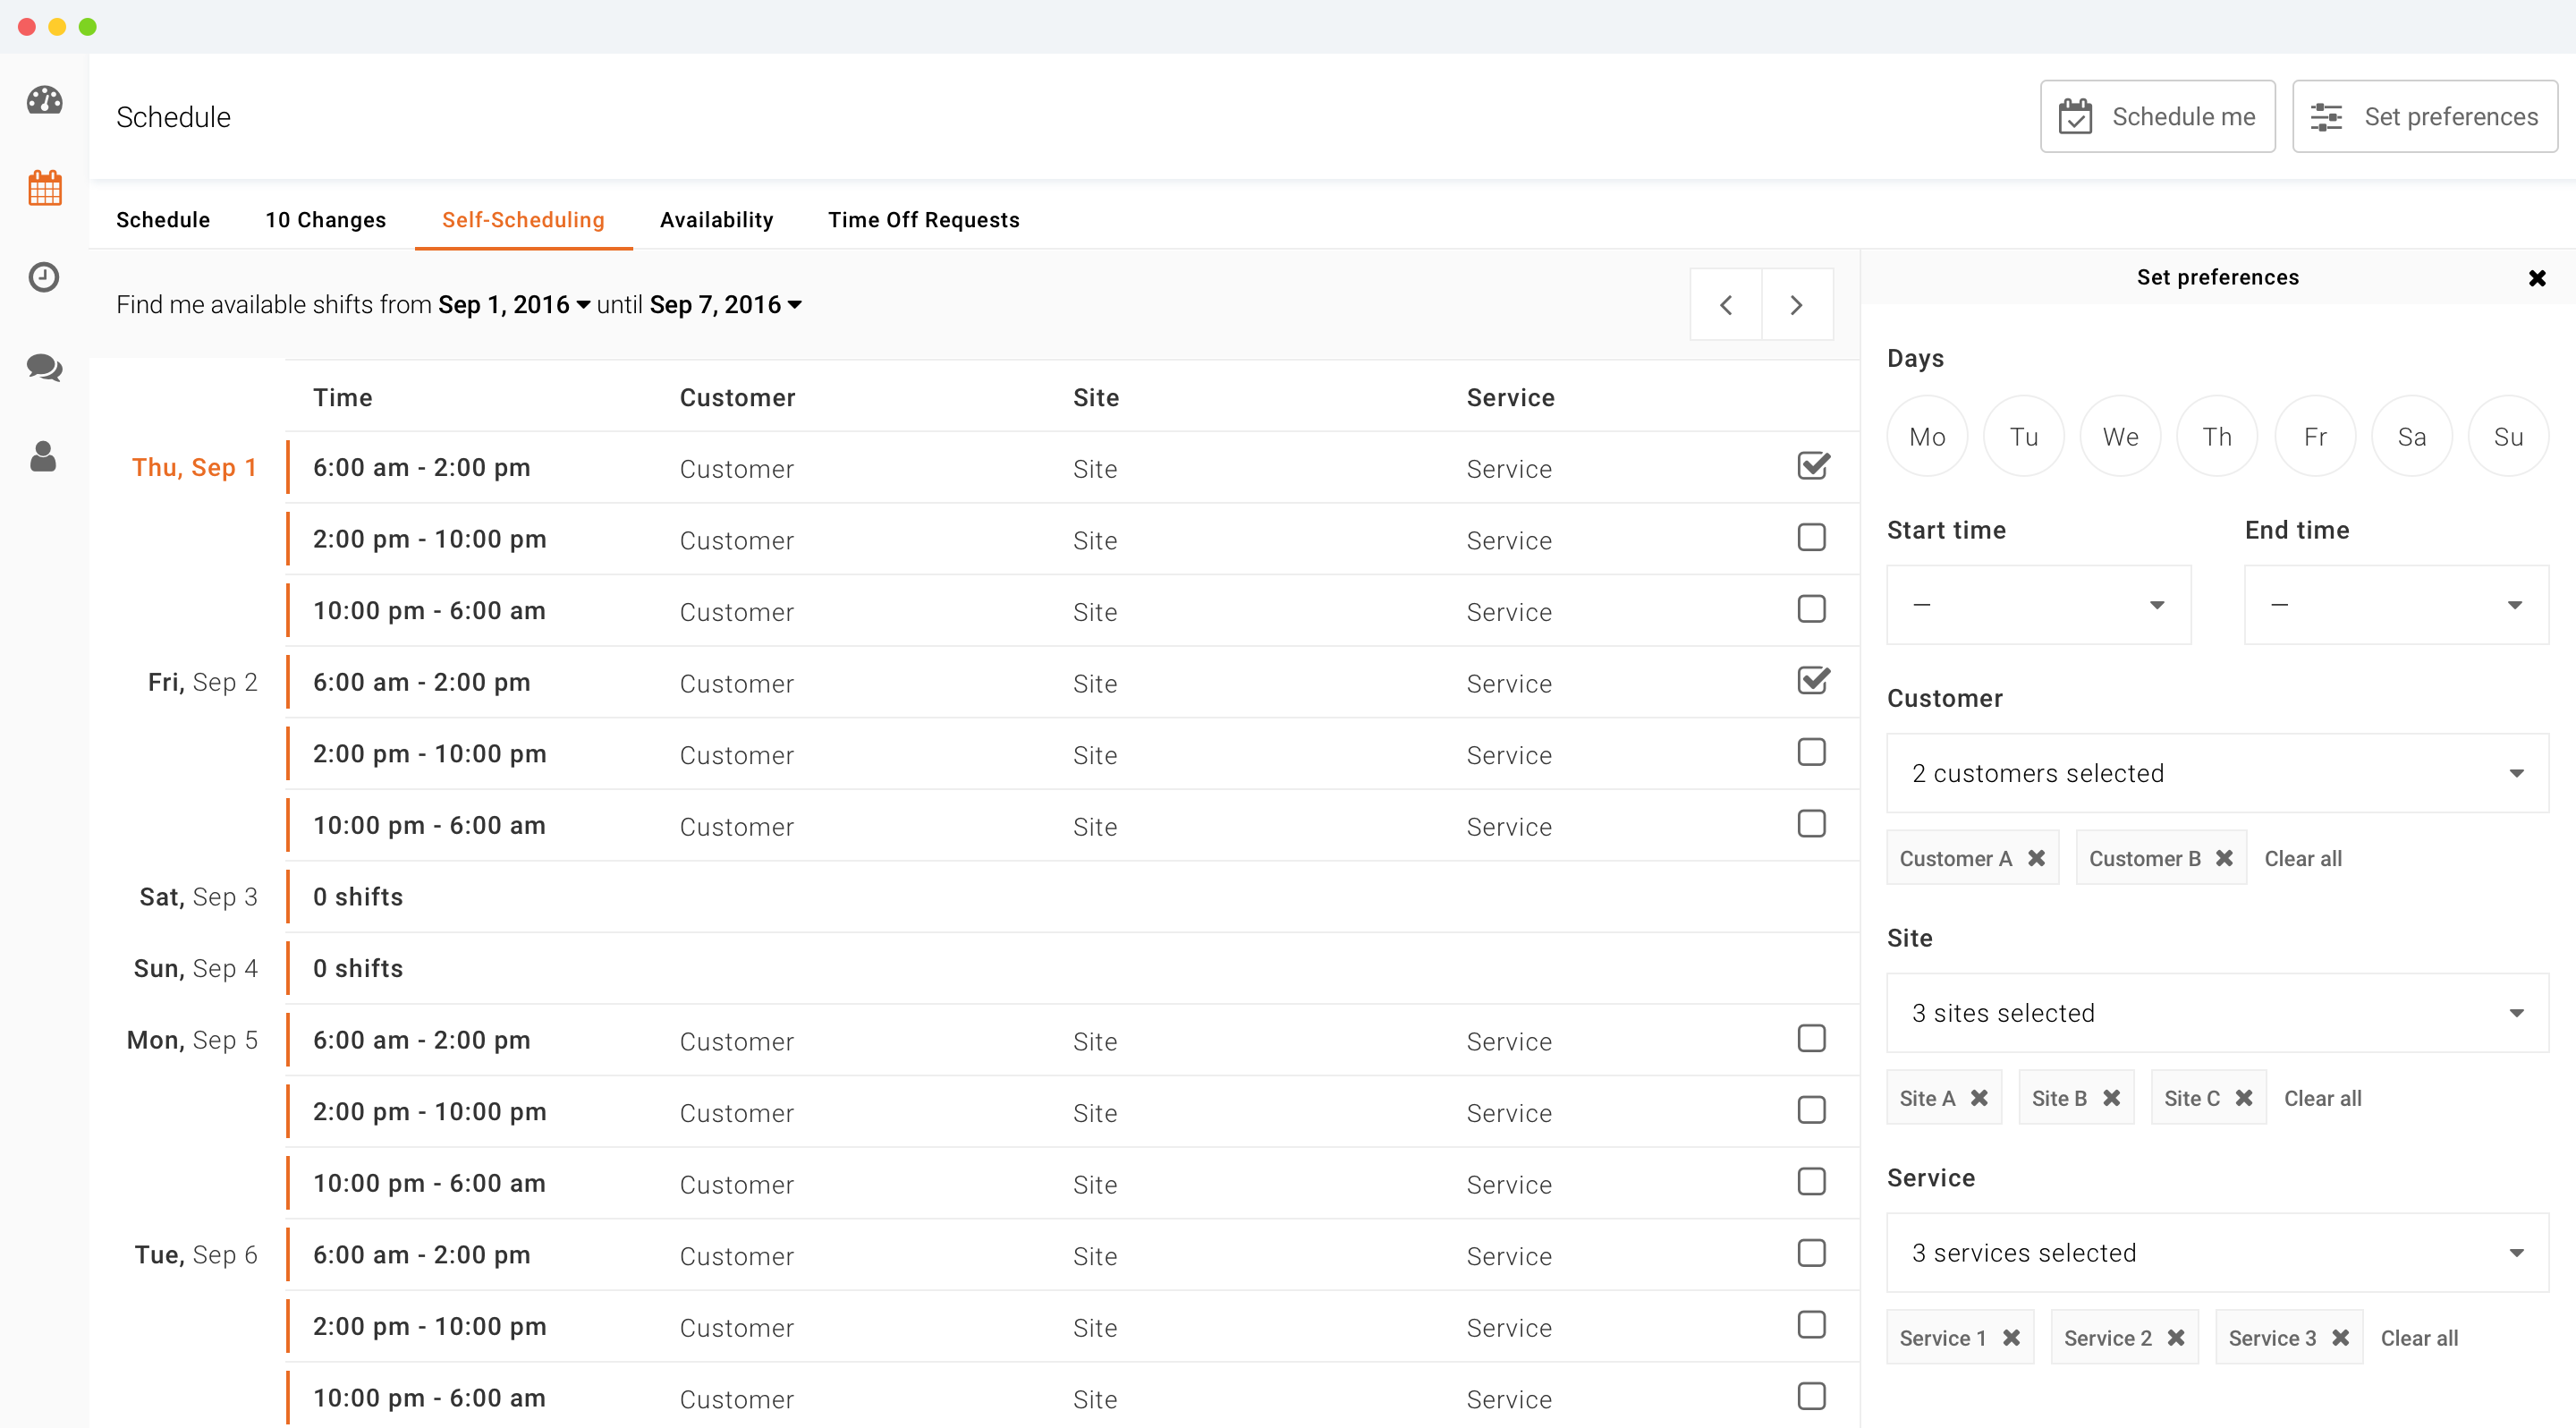 Schedule
Schedule me
Set preferences
Schedule 10 Changes Self-Scheduling Availability Time Off Requests
Find me available shifts from Sep 1, 2016 until Sep 7, 2016
Time Customer Site Service
Thu, Sep 1 6:00 am - 2:00 pm Customer Site Service
2:00 pm - 10:00 pm Customer Site Service
10:00 pm - 6:00 am Customer Site Service
Fri, Sep 2 6:00 am - 2:00 pm Customer Site Service
2:00 pm - 10:00 pm Customer Site Service
10:00 pm - 6:00 am Customer Site Service
Sat, Sep 3 0 shifts
Sun, Sep 4 0 shifts
Mon, Sep 5 6:00 am - 2:00 pm Customer Site Service
2:00 pm - 10:00 pm Customer Site Service
10:00 pm - 6:00 am Customer Site Service
Tue, Sep 6 6:00 am - 2:00 pm Customer Site Service
2:00 pm - 10:00 pm Customer Site Service
10:00 pm - 6:00 am Customer Site Service
Set preferences
Days
Mo Tu We Th Fr Sa Su
Start time End time
– –
Customer
2 customers selected
Customer A Customer B Clear all
Site
3 sites selected
Site A Site B Site C Clear all
Service
3 services selected
Service 1 Service 2 Service 3 Clear all